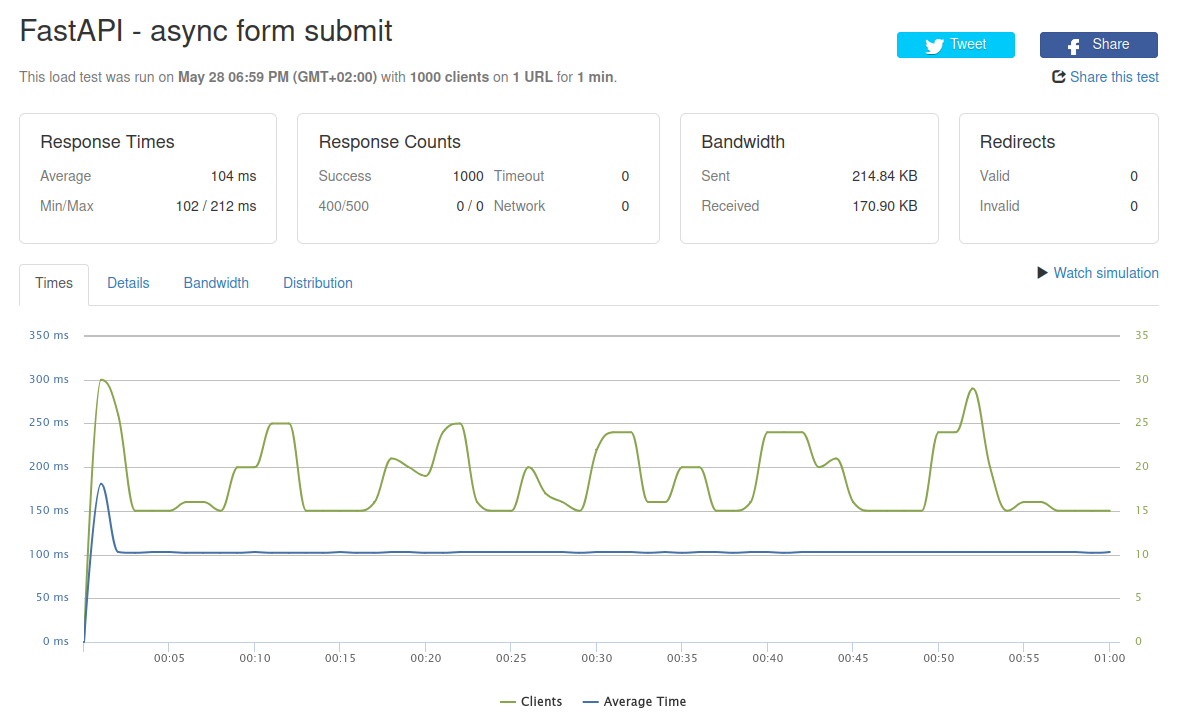 FastAPI - async form submit
Tweet
Share
This load test was run on May 28 06:59 PM (GMT+02:00) with 1000 clients on 1 URL for 1 min.
Share this test
Response Times
Average 104 ms
Min/Max 102 / 212 ms
Response Counts
Success 1000 Timeout 0
400/500 0 / 0 Network 0
Bandwidth
Sent 214.84 KB
Received 170.90 KB
Redirects
Valid 0
Invalid 0
Times Details Bandwidth Distribution
Watch simulation
350 ms 35
300 ms 30
250 ms 25
200 ms 20
150 ms 15
100 ms 10
50 ms 5
0 ms 0
00:05 00:10 00:15 00:20 00:25 00:30 00:35 00:40 00:45 00:50 00:55 01:00
Clients Average Time